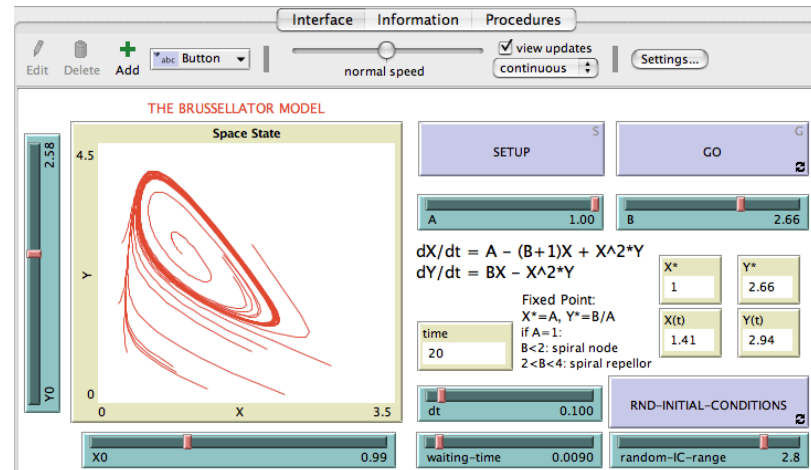 Interface Information Procedures
Edit Delete Add abc Button normal speed view updates continuous Settings...
THE BRUSSELLATOR MODEL
Space State
4.5
Y
0
0 X 3.5
2.58
Y0
X0 0.99
SETUP S
GO G
A 1.00
B 2.66
dX/dt = A - (B+1)X + X^2*Y
dY/dt = BX - X^2*Y
Fixed Point:
X*=A, Y*=B/A
if A=1:
B<2: spiral node
2<B<4: spiral repellor
X*
1
Y*
2.66
X(t)
1.41
Y(t)
2.94
time
20
dt 0.100
RND-INITIAL-CONDITIONS
waiting-time 0.0090
random-IC-range 2.8